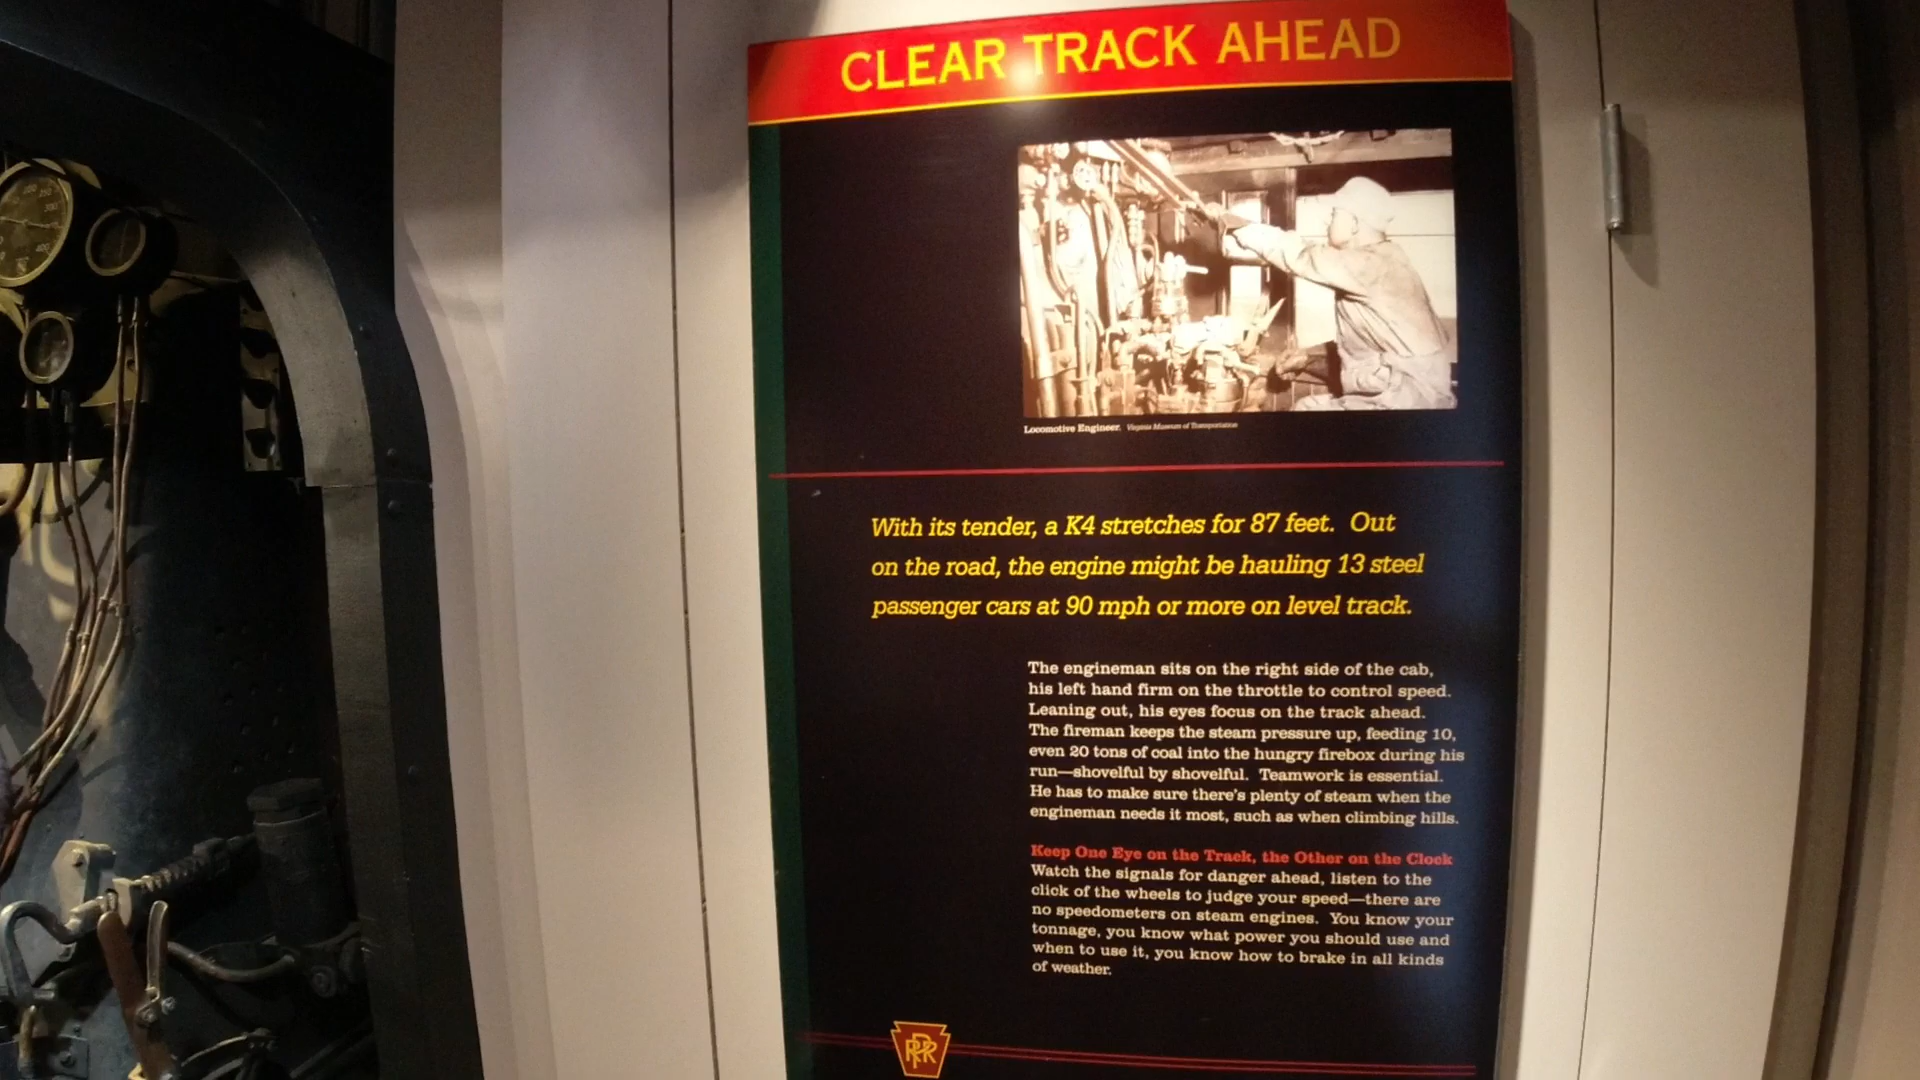 CLEAR TRACK AHEAD
Locomotive Engineer. Virginia Museum of Transportation
With its tender, a K4 stretches for 87 feet. Out
on the road, the engine might be hauling 13 steel
passenger cars at 90 mph or more on level track.
The engineman sits on the right side of the cab,
his left hand firm on the throttle to control speed.
Leaning out, his eyes focus on the track ahead.
The fireman keeps the steam pressure up, feeding 10,
even 20 tons of coal into the hungry firebox during his
run—shovelful by shovelful. Teamwork is essential.
He has to make sure there's plenty of steam when the
engineman needs it most, such as when climbing hills.
Keep One Eye on the Track, the Other on the Clock
Watch the signals for danger ahead, listen to the
click of the wheels to judge your speed—there are
no speedometers on steam engines. You know your
tonnage, you know what power you should use and
when to use it, you know how to brake in all kinds
of weather.
PRR